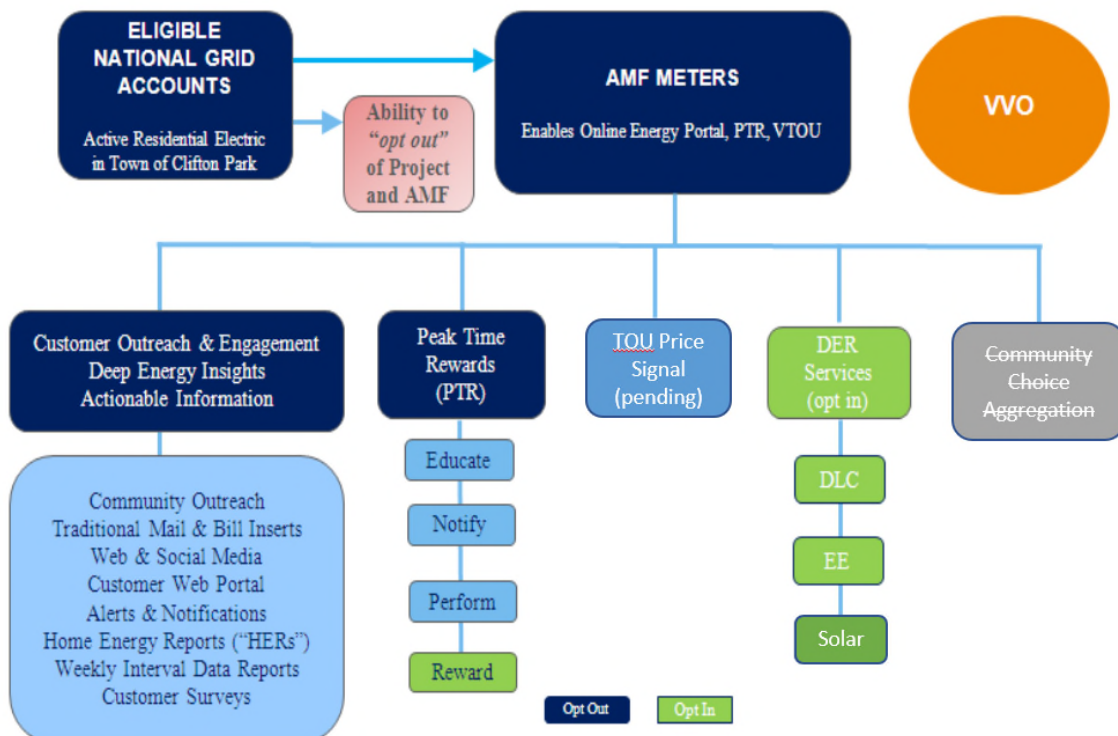 ELIGIBLE
NATIONAL GRID
ACCOUNTS
Active Residential Electric
in Town of Clifton Park
Ability to
“opt out”
of Project
and AMF
AMF METERS
Enables Online Energy Portal, PTR, VTOU
VVO
Customer Outreach & Engagement
Deep Energy Insights
Actionable Information
Peak Time
Rewards
(PTR)
TOU Price
Signal
(pending)
DER
Services
(opt in)
Community
Choice
Aggregation
Community Outreach
Traditional Mail & Bill Inserts
Web & Social Media
Customer Web Portal
Alerts & Notifications
Home Energy Reports (“HERs”)
Weekly Interval Data Reports
Customer Surveys
Educate
Notify
Perform
Reward
DLC
EE
Solar
Opt Out
Opt In